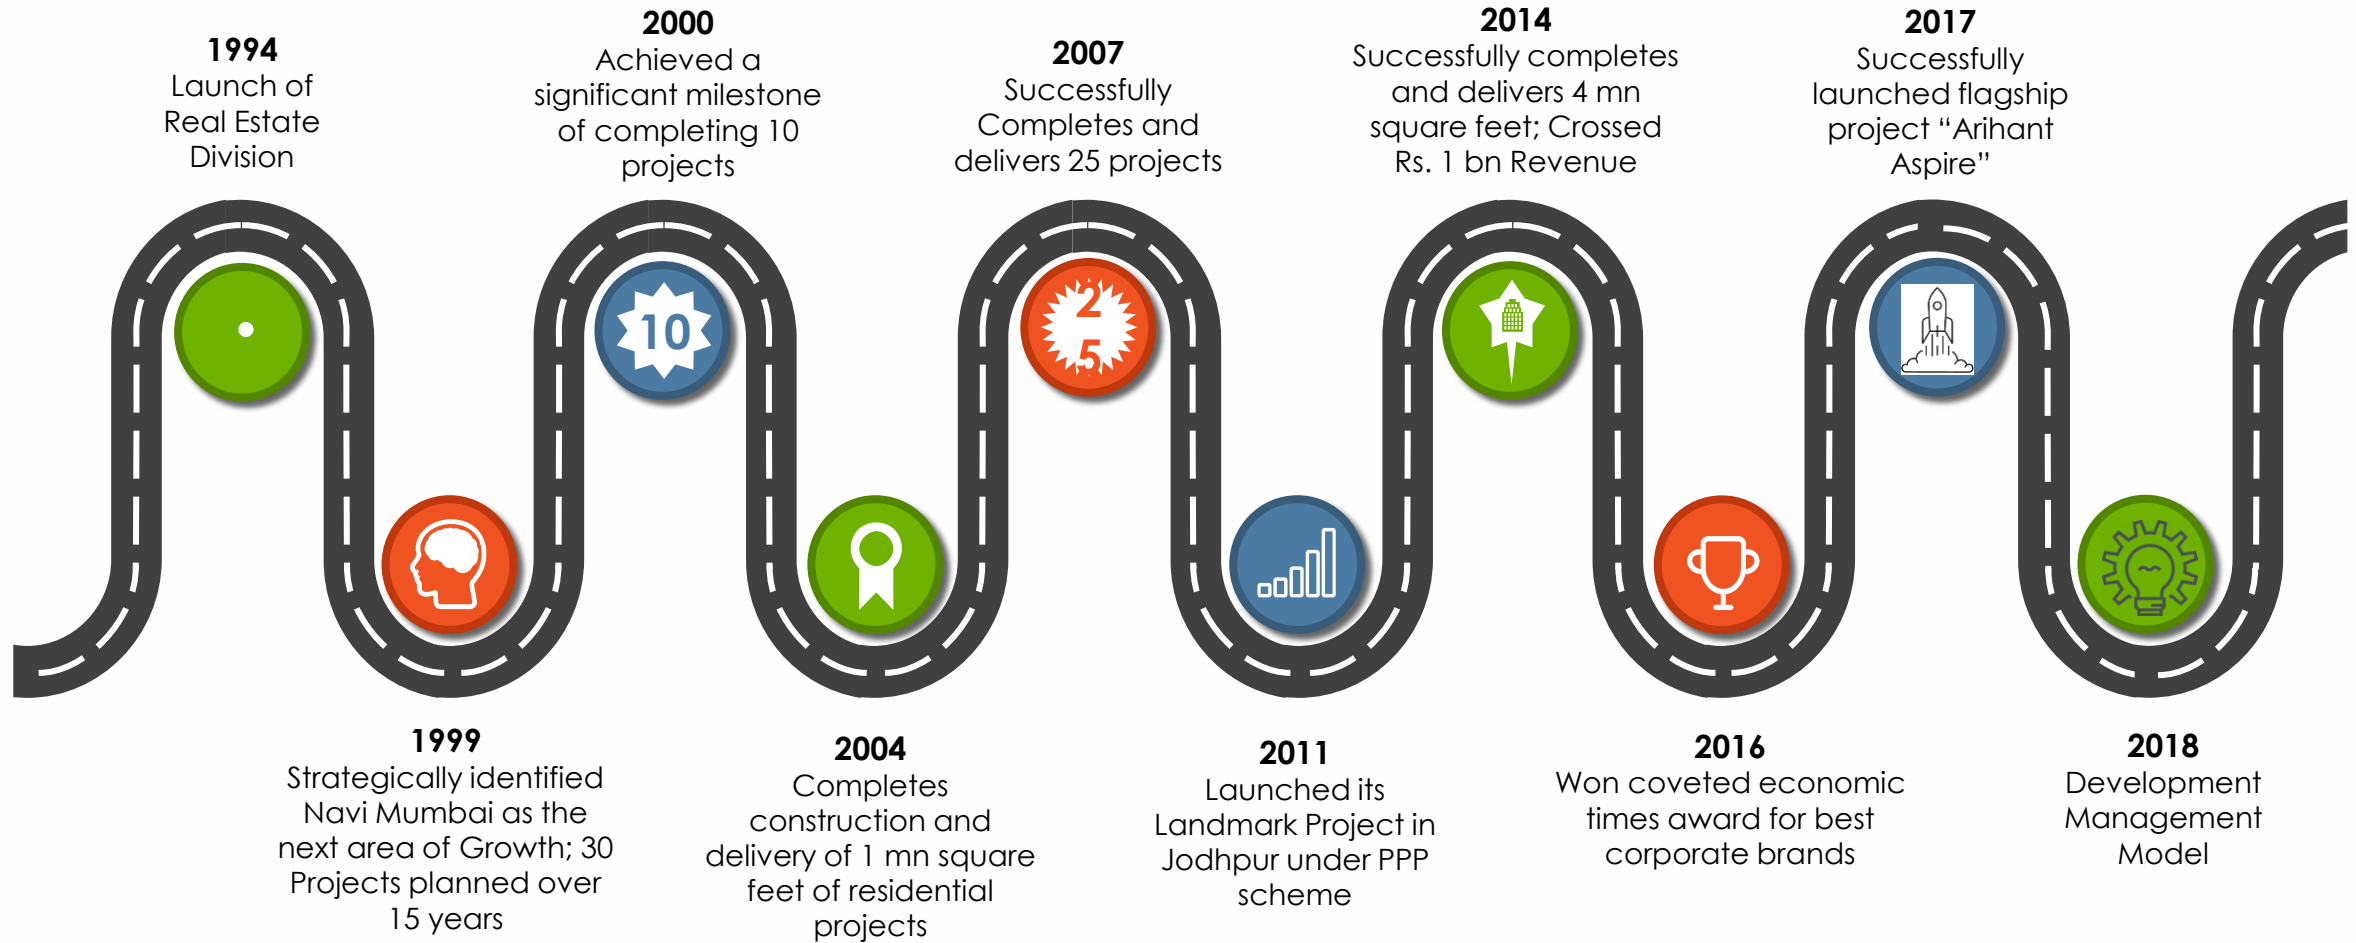 1994
Launch of
Real Estate
Division
1999
Strategically identified
Navi Mumbai as the
next area of Growth; 30
Projects planned over
15 years
2000
Achieved a
significant milestone
of completing 10
projects
10
2004
Completes
construction and
delivery of 1 mn square
feet of residential
projects
2007
Successfully
Completes and
delivers 25 projects
2
5
2011
Launched its
Landmark Project in
Jodhpur under PPP
scheme
2014
Successfully completes
and delivers 4 mn
square feet; Crossed
Rs. 1 bn Revenue
2016
Won coveted economic
times award for best
corporate brands
2017
Successfully
launched flagship
project “Arihant
Aspire”
2018
Development
Management
Model